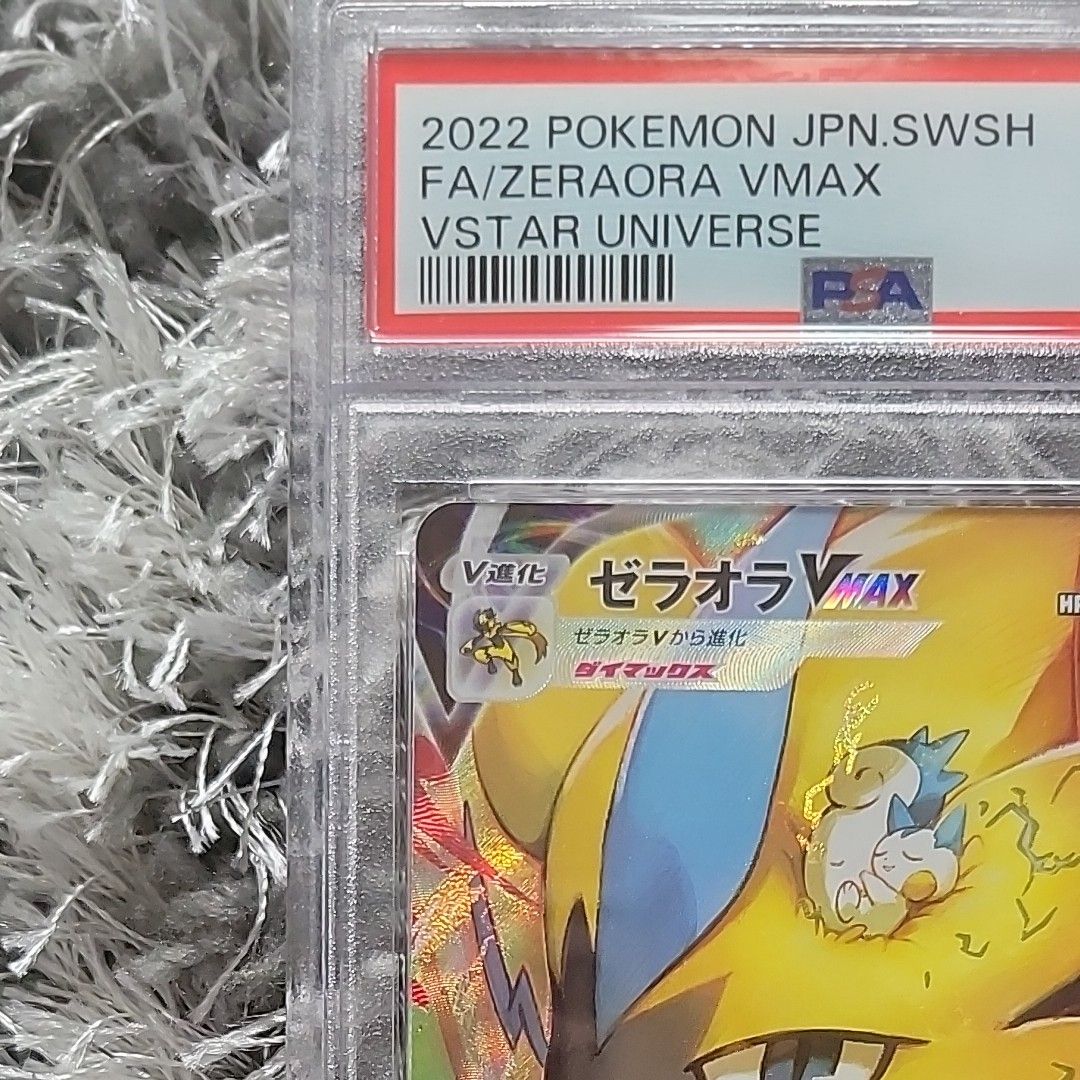 2022 POKEMON JPN.SWSH
FA/ZERAORA VMAX
VSTAR UNIVERSE
PSA
V進化
ゼラオラVMAX
ゼラオラVから進化
ダイマックス